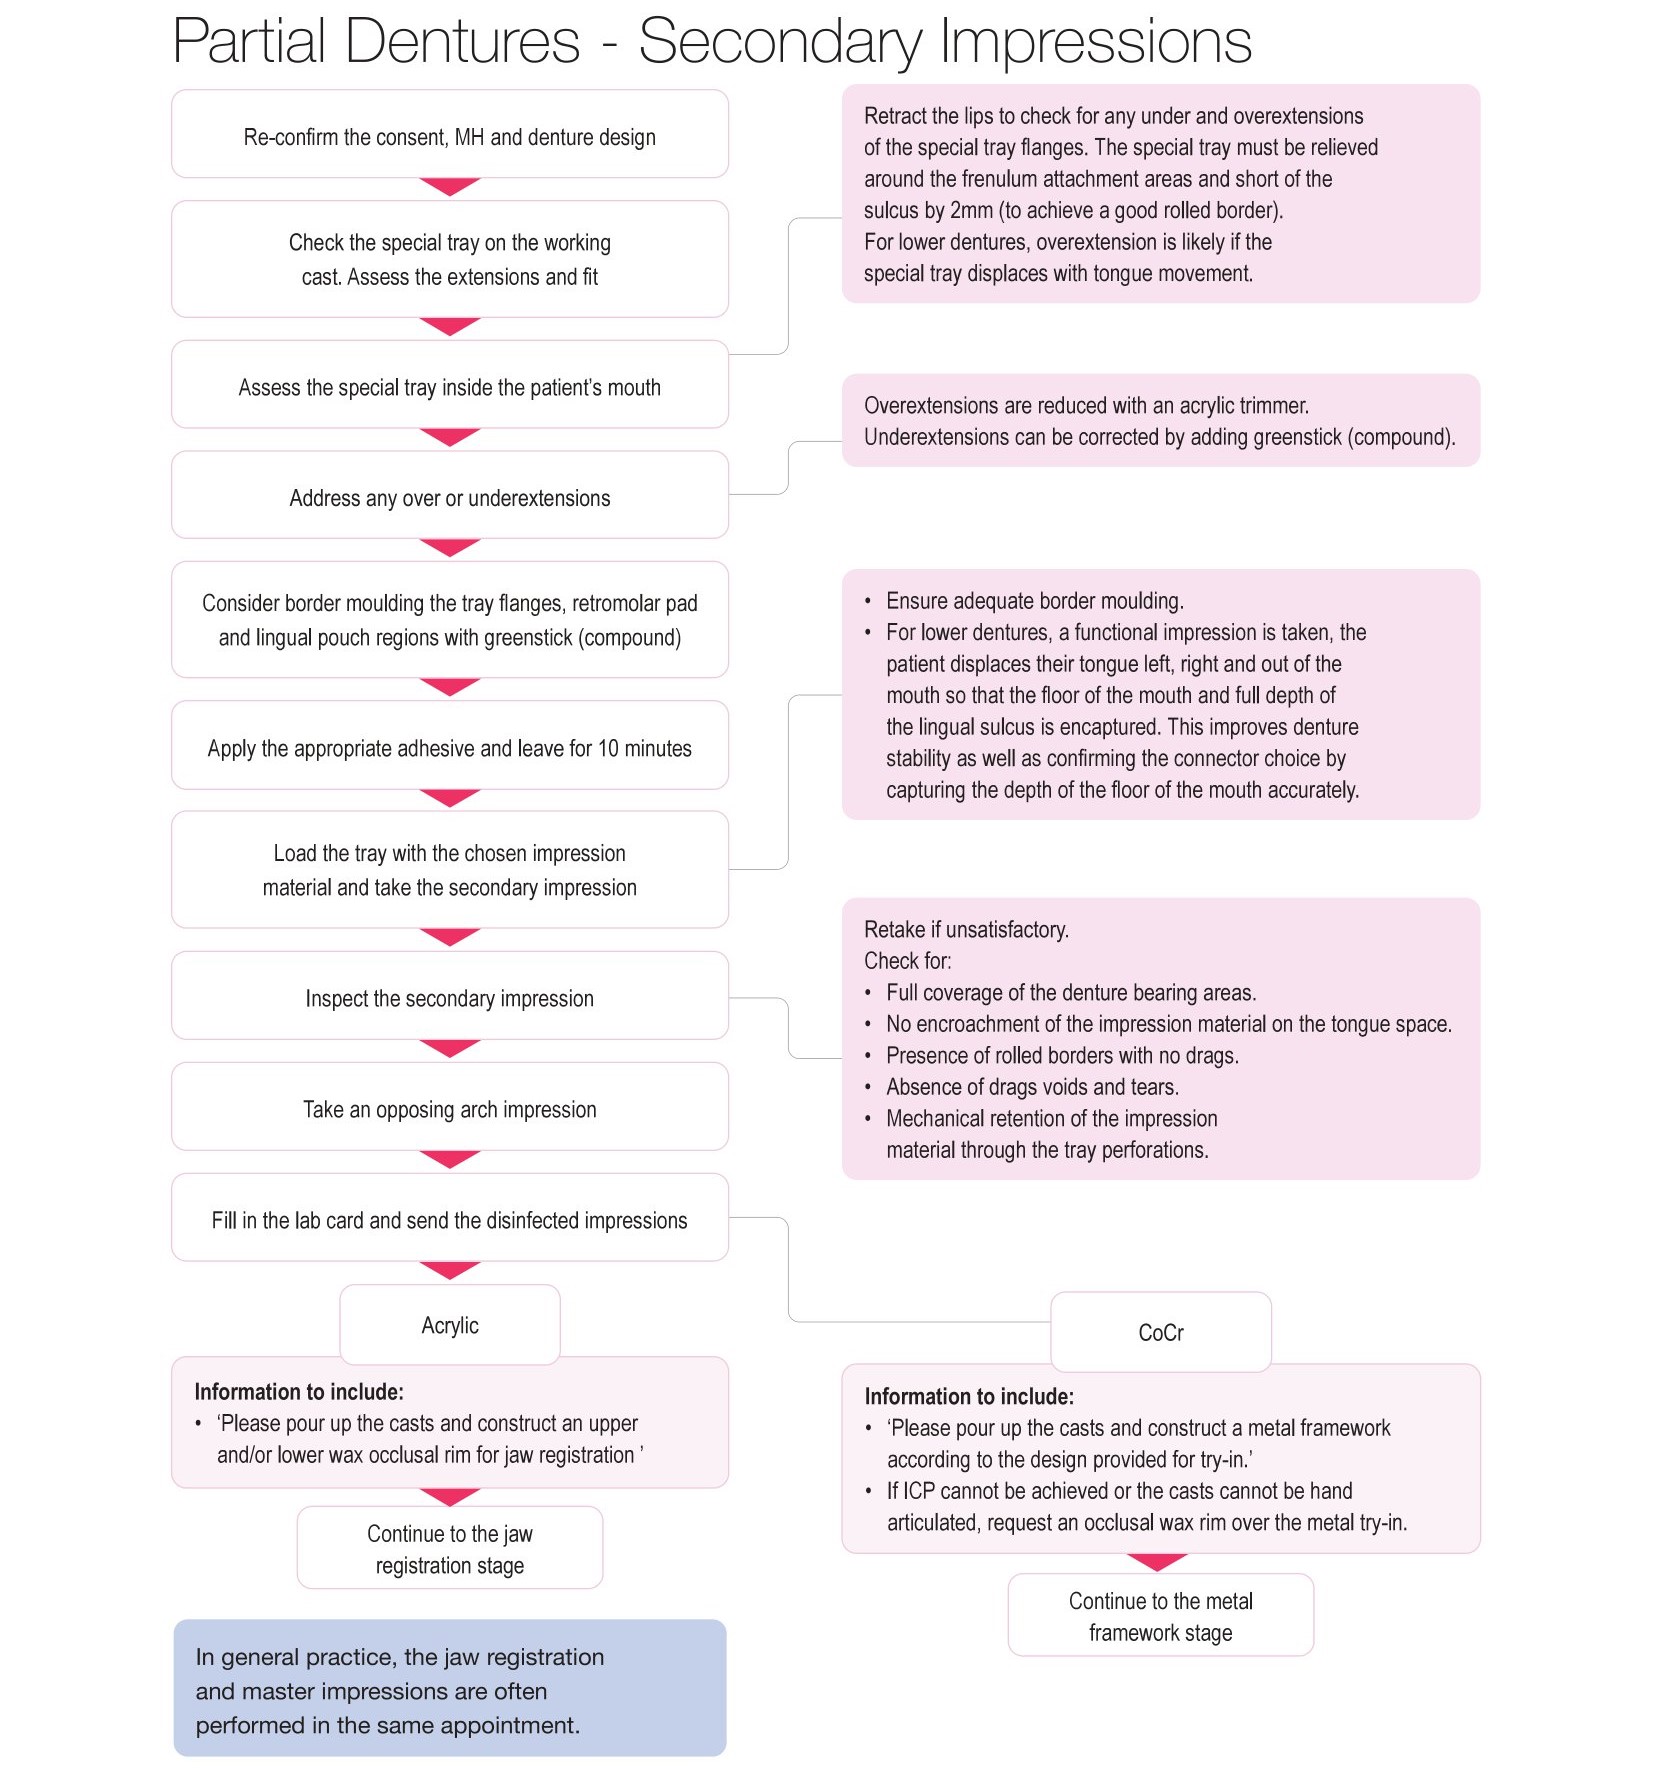 Partial Dentures - Secondary Impressions
Re-confirm the consent, MH and denture design
Check the special tray on the working
cast. Assess the extensions and fit
Assess the special tray inside the patient's mouth
Address any over or underextensions
Consider border moulding the tray flanges, retromolar pad
and lingual pouch regions with greenstick (compound)
Apply the appropriate adhesive and leave for 10 minutes
Load the tray with the chosen impression
material and take the secondary impression
Inspect the secondary impression
Take an opposing arch impression
Fill in the lab card and send the disinfected impressions
Retract the lips to check for any under and overextensions
of the special tray flanges. The special tray must be relieved
around the frenulum attachment areas and short of the
sulcus by 2mm (to achieve a good rolled border).
For lower dentures, overextension is likely if the
special tray displaces with tongue movement.
Overextensions are reduced with an acrylic trimmer.
Underextensions can be corrected by adding greenstick (compound).
• Ensure adequate border moulding.
• For lower dentures, a functional impression is taken, the
patient displaces their tongue left, right and out of the
mouth so that the floor of the mouth and full depth of
the lingual sulcus is encaptured. This improves denture
stability as well as confirming the connector choice by
capturing the depth of the floor of the mouth accurately.
Retake if unsatisfactory.
Check for:
• Full coverage of the denture bearing areas.
• No encroachment of the impression material on the tongue space.
• Presence of rolled borders with no drags.
• Absence of drags voids and tears.
• Mechanical retention of the impression
material through the tray perforations.
Acrylic
Information to include:
• ‘Please pour up the casts and construct an upper
and/or lower wax occlusal rim for jaw registration ’
Continue to the jaw
registration stage
CoCr
Information to include:
• ‘Please pour up the casts and construct a metal framework
according to the design provided for try-in.’
• If ICP cannot be achieved or the casts cannot be hand
articulated, request an occlusal wax rim over the metal try-in.
Continue to the metal
framework stage
In general practice, the jaw registration
and master impressions are often
performed in the same appointment.